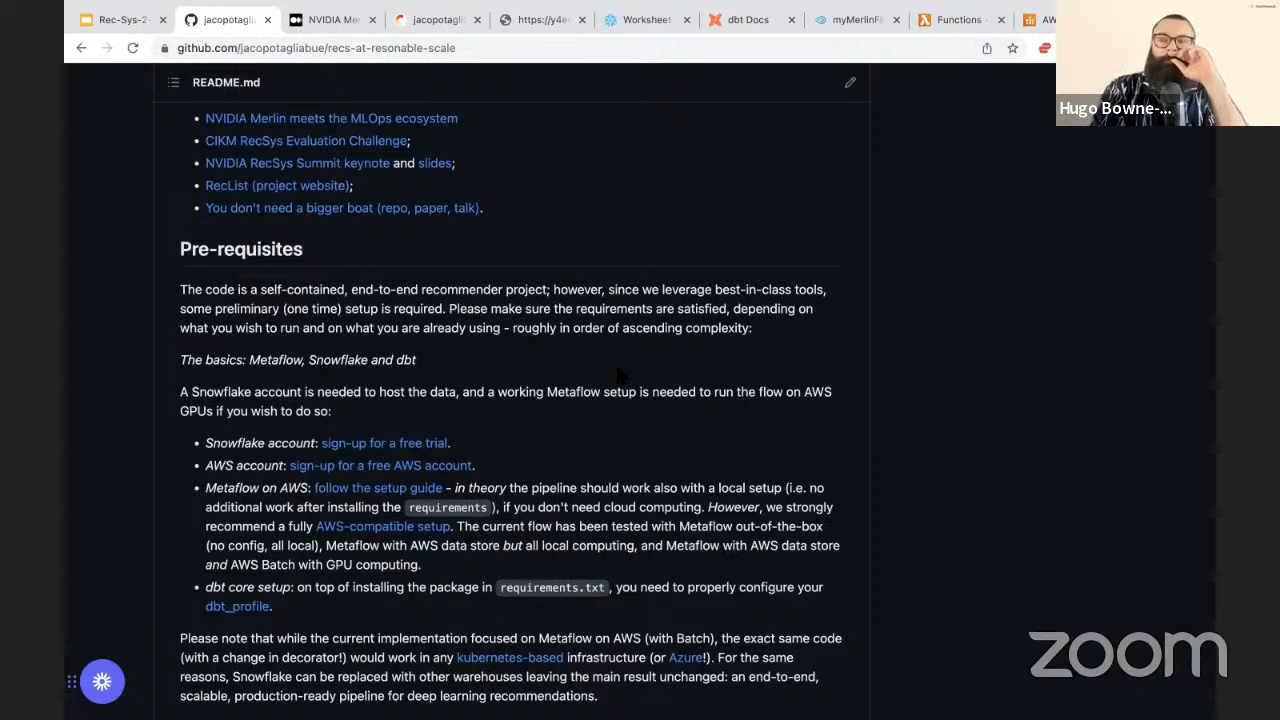 Rec-Sys-2-
jacopotagliabue
NVIDIA Mer
jacopotagli
https://y4e
Worksheet
dbt Docs
myMerlinFl
Functions -
AW
github.com/jacopotagliabue/recs-at-resonable-scale
Hugo Bowne-...
README.md
NVIDIA Merlin meets the MLOps ecosystem
CIKM RecSys Evaluation Challenge;
NVIDIA RecSys Summit keynote and slides;
RecList (project website);
You don't need a bigger boat (repo, paper, talk).
Pre-requisites
The code is a self-contained, end-to-end recommender project; however, since we leverage best-in-class tools,
some preliminary (one time) setup is required. Please make sure the requirements are satisfied, depending on
what you wish to run and on what you are already using - roughly in order of ascending complexity:
The basics: Metaflow, Snowflake and dbt
A Snowflake account is needed to host the data, and a working Metaflow setup is needed to run the flow on AWS
GPUs if you wish to do so:
Snowflake account: sign-up for a free trial.
AWS account: sign-up for a free AWS account.
Metaflow on AWS: follow the setup guide - in theory the pipeline should work also with a local setup (i.e. no
additional work after installing the requirements), if you don't need cloud computing. However, we strongly
recommend a fully AWS-compatible setup. The current flow has been tested with Metaflow out-of-the-box
(no config, all local), Metaflow with AWS data store but all local computing, and Metaflow with AWS data store
and AWS Batch with GPU computing.
dbt core setup: on top of installing the package in requirements.txt, you need to properly configure your
dbt_profile.
Please note that while the current implementation focused on Metaflow on AWS (with Batch), the exact same code
(with a change in decorator!) would work in any kubernetes-based infrastructure (or Azure!). For the same
reasons, Snowflake can be replaced with other warehouses leaving the main result unchanged: an end-to-end,
scalable, production-ready pipeline for deep learning recommendations.
zoom